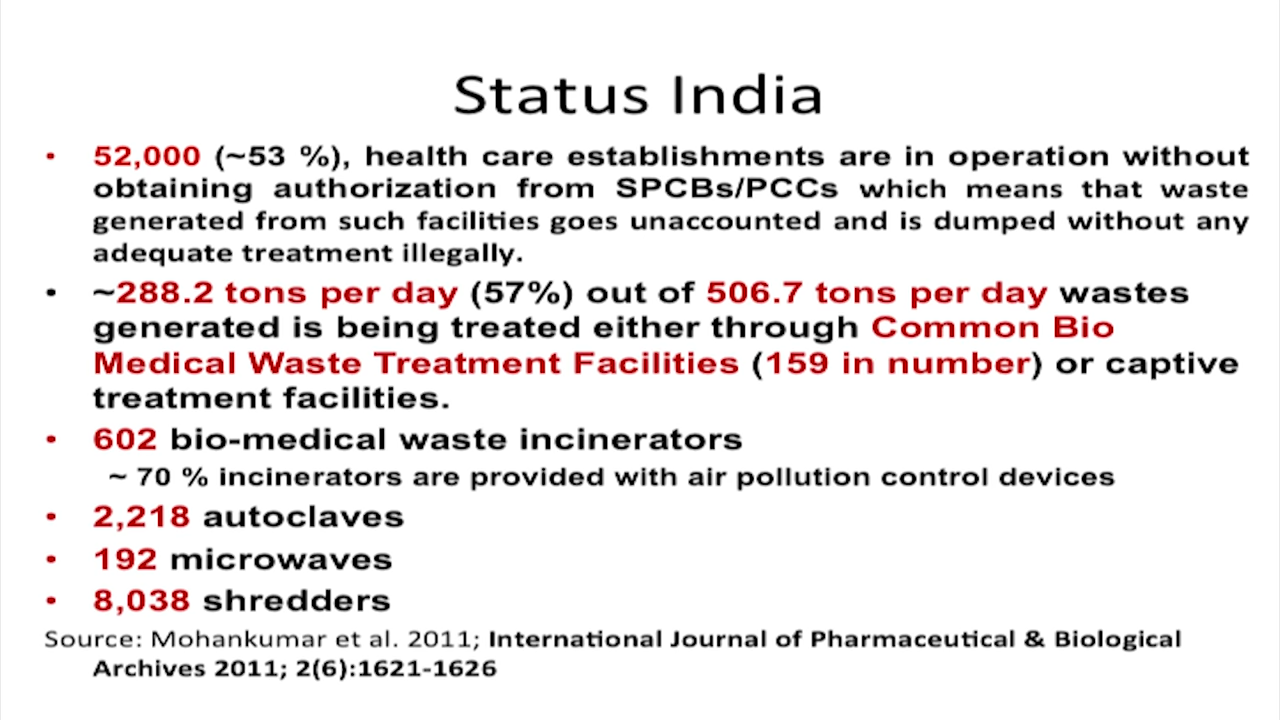 Status India
• 52,000 (~53 %), health care establishments are in operation without
obtaining authorization from SPCBs/PCCs which means that waste
generated from such facilities goes unaccounted and is dumped without any
adequate treatment illegally.
• ~288.2 tons per day (57%) out of 506.7 tons per day wastes
generated is being treated either through Common Bio
Medical Waste Treatment Facilities (159 in number) or captive
treatment facilities.
• 602 bio-medical waste incinerators
~ 70 % incinerators are provided with air pollution control devices
• 2,218 autoclaves
• 192 microwaves
• 8,038 shredders
Source: Mohankumar et al. 2011; International Journal of Pharmaceutical & Biological
Archives 2011; 2(6):1621-1626